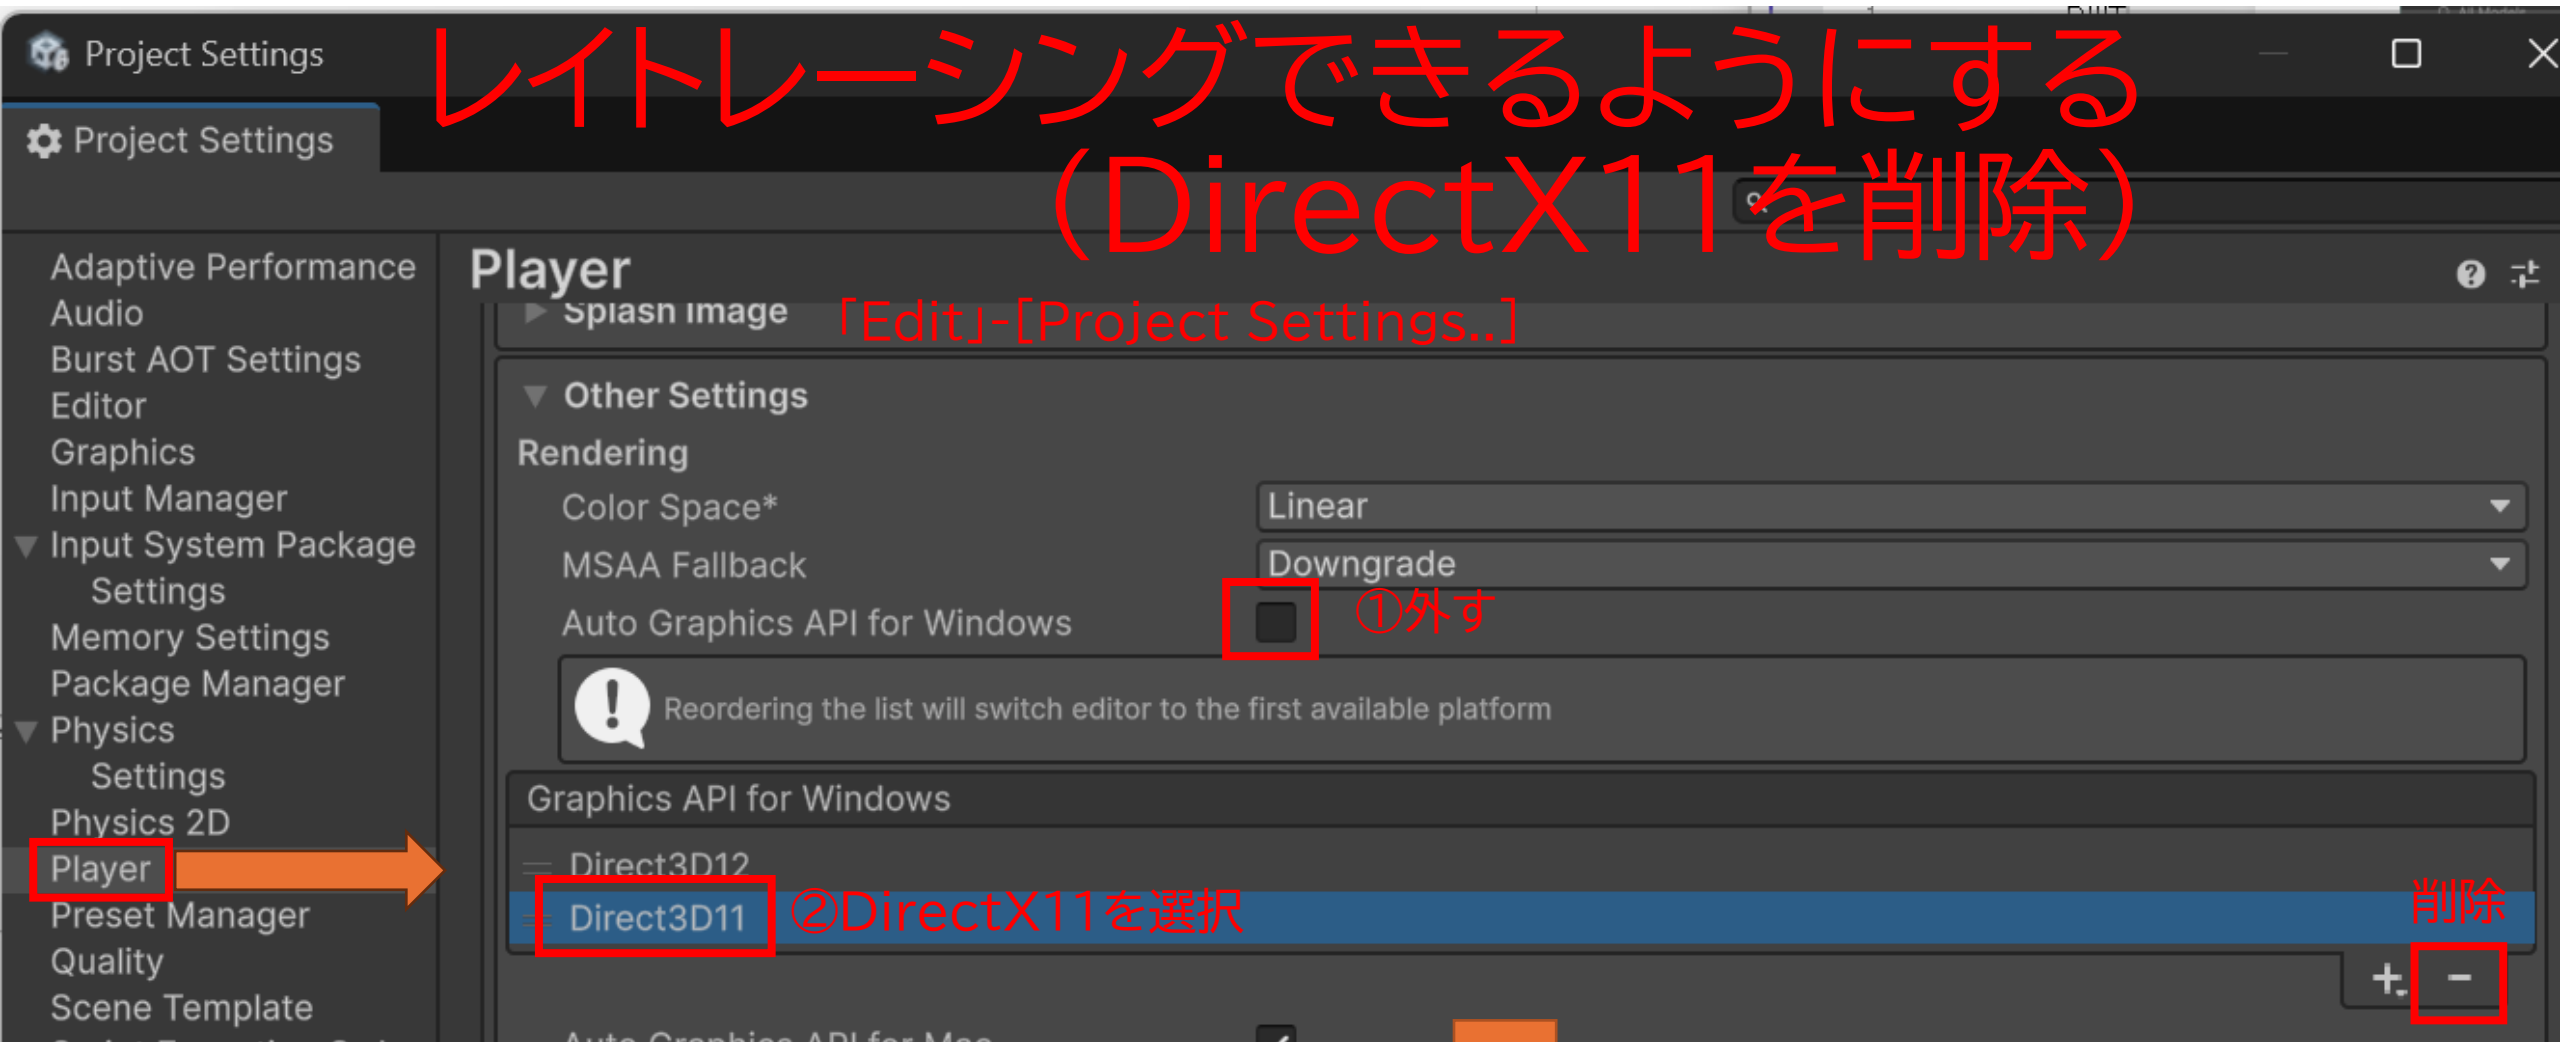 Project Settings
レイトレーシングできるようにする
Project Settings
(DirectX11を削除)
Player
「Edit」-[Project Settings..]
Adaptive Performance
Audio
Burst AOT Settings
Editor
Graphics
Input Manager
Input System Package
Settings
Memory Settings
Package Manager
Physics
Settings
Physics 2D
Player
Preset Manager
Quality
Scene Template
Splash Image
Other Settings
Rendering
Color Space* Linear
MSAA Fallback Downgrade
Auto Graphics API for Windows ①外す
Reordering the list will switch editor to the first available platform
Graphics API for Windows
Direct3D12
Direct3D11 ②DirectX11を選択 削除
+ -
Auto Graphics API for Mac